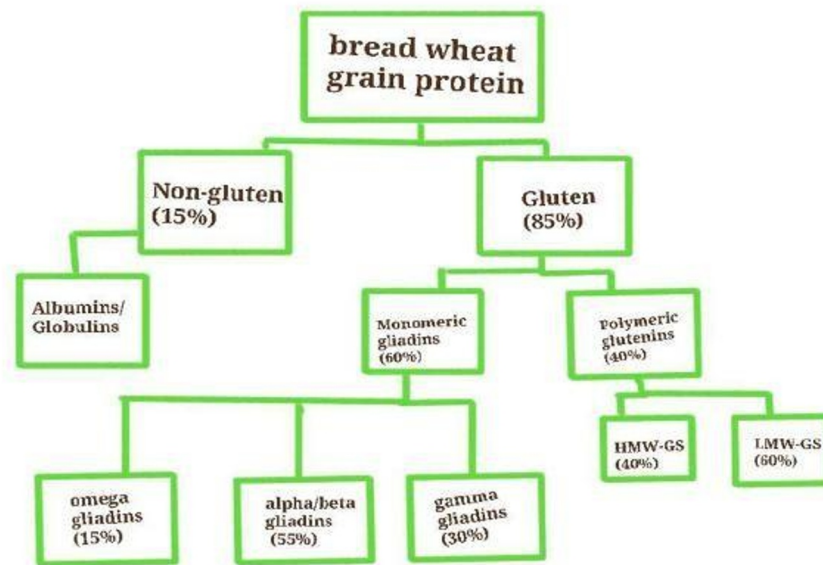 bread wheat
grain protein
Non-gluten
(15%)
Gluten
(85%)
Albumins/
Globulins
Monomeric
gliadins
(60%)
Polymeric
glutenins
(40%)
HMW-GS
(40%)
LMW-GS
(60%)
omega
gliadins
(15%)
alpha/beta
gliadins
(55%)
gamma
gliadins
(30%)